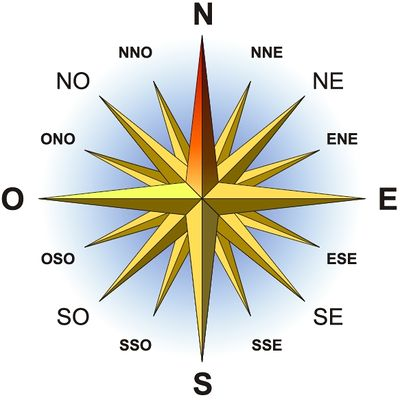 N
NNO NNE
NO NE
ONO ENE
O E
OSO ESE
SO SE
SSO SSE
S